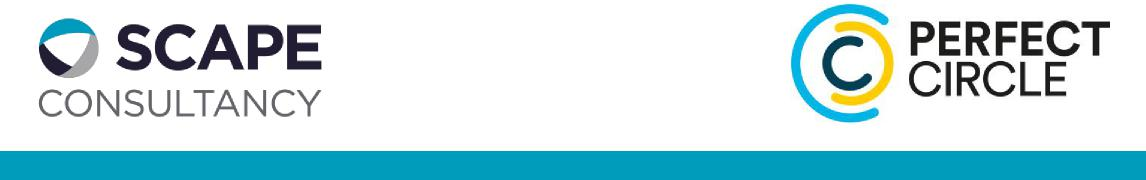 SCAPE
CONSULTANCY
PERFECT
CIRCLE